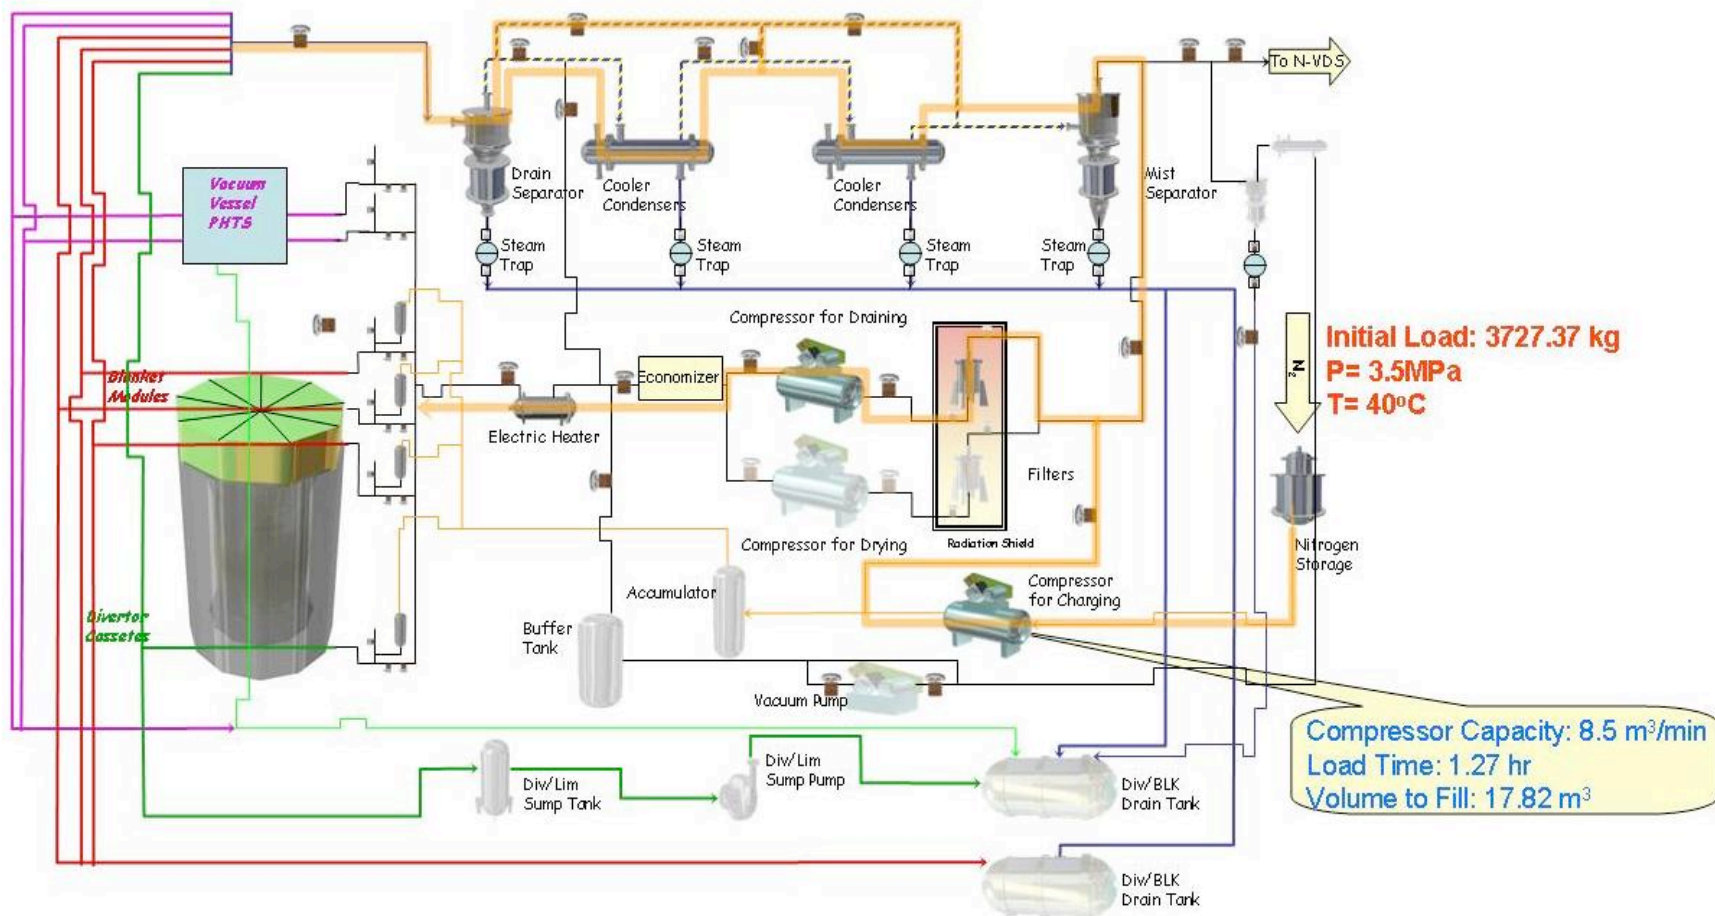 To N-VDS
Vacuum
Vessel
PHTS
Drain
Separator
Cooler
Condensers
Cooler
Condensers
Mist
Separator
Steam
Trap
Steam
Trap
Steam
Trap
Steam
Trap
Compressor for Draining
N2
Initial Load: 3727.37 kg
P= 3.5MPa
T= 40°C
Blanket
Modules
Economizer
Electric Heater
Filters
Compressor for Drying
Radiation Shield
Nitrogen
Storage
Accumulator
Compressor
for Charging
Divertor
Cassetes
Buffer
Tank
Vacuum Pump
Compressor Capacity: 8.5 m³/min
Load Time: 1.27 hr
Volume to Fill: 17.82 m³
Div/Lim
Sump Tank
Div/Lim
Sump Pump
Div/BLK
Drain Tank
Div/BLK
Drain Tank